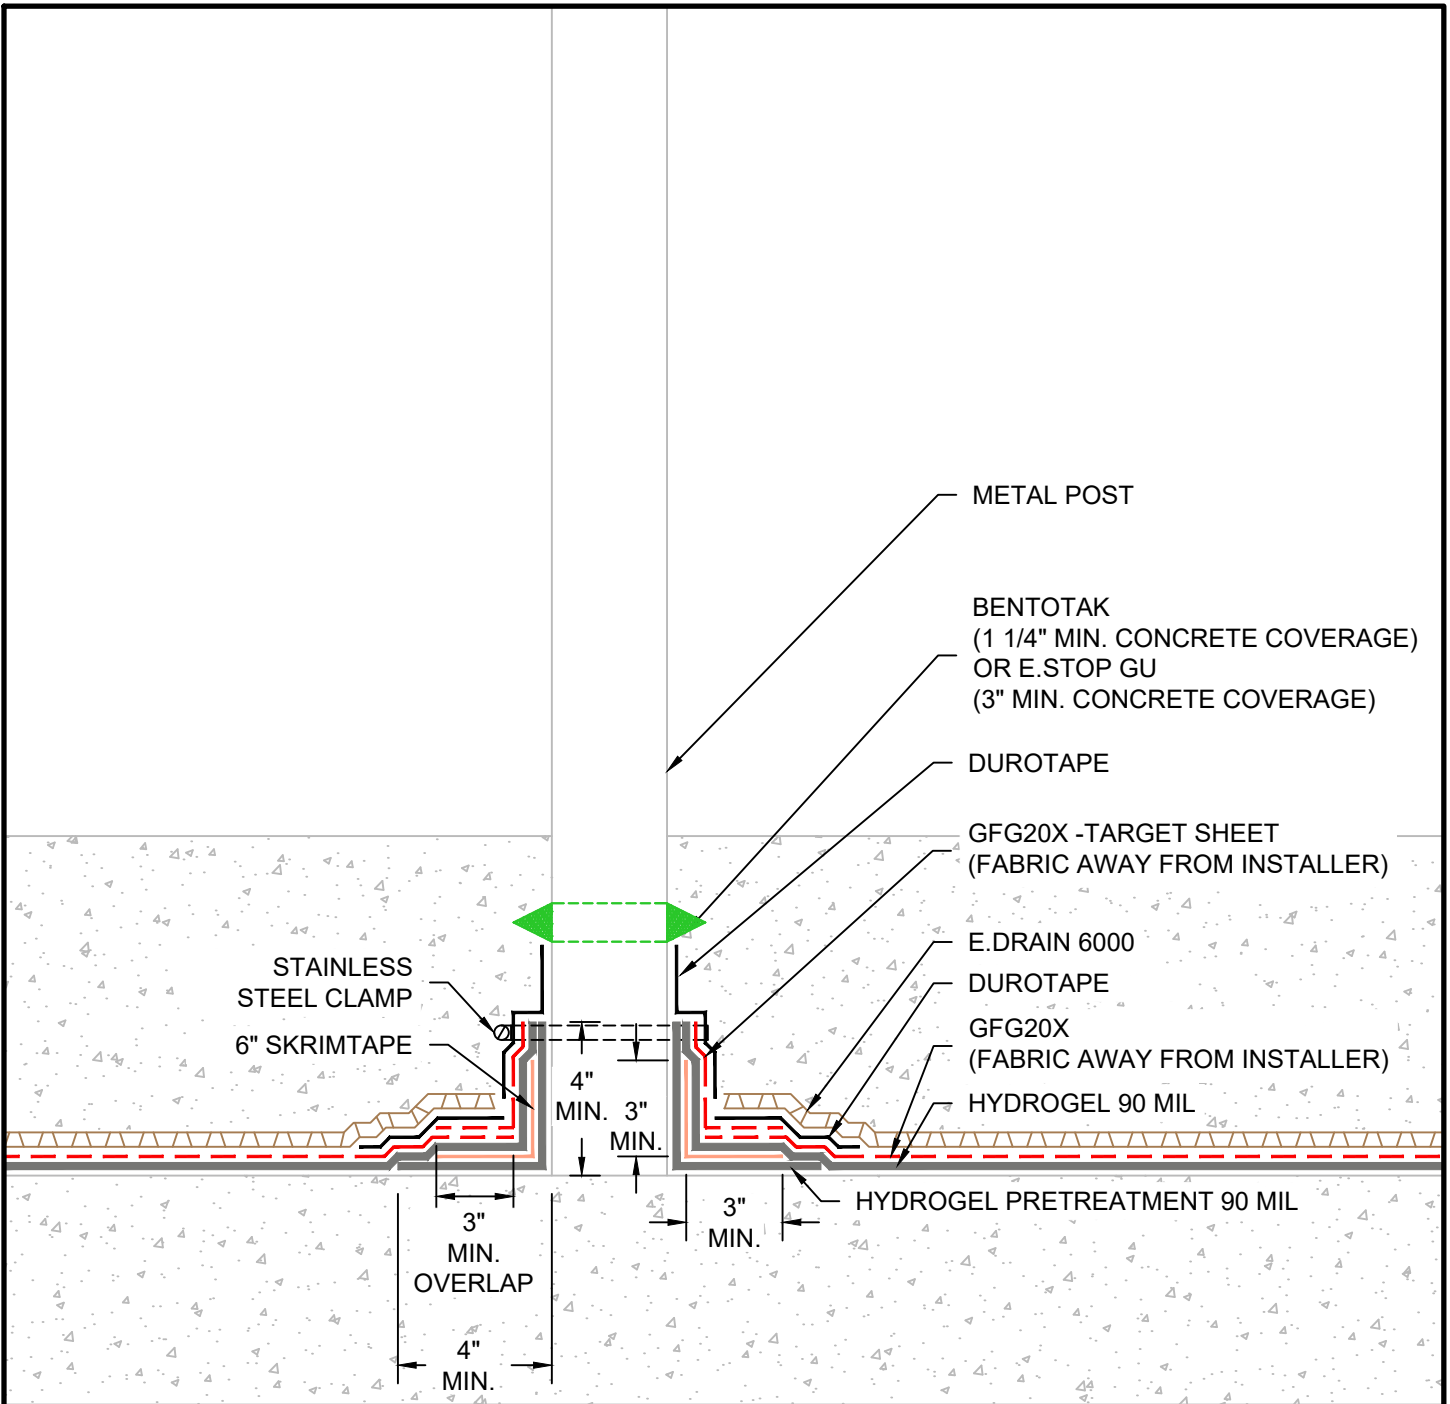 METAL POST
BENTOTAK
(1 1/4" MIN. CONCRETE COVERAGE)
OR E.STOP GU
(3" MIN. CONCRETE COVERAGE)
DUROTAPE
GFG20X -TARGET SHEET
(FABRIC AWAY FROM INSTALLER)
E.DRAIN 6000
DUROTAPE
GFG20X
(FABRIC AWAY FROM INSTALLER)
HYDROGEL 90 MIL
HYDROGEL PRETREATMENT 90 MIL
STAINLESS
STEEL CLAMP
6" SKRIMTAPE
4"
MIN.
3"
MIN.
3"
MIN.
OVERLAP
3"
MIN.
4"
MIN.